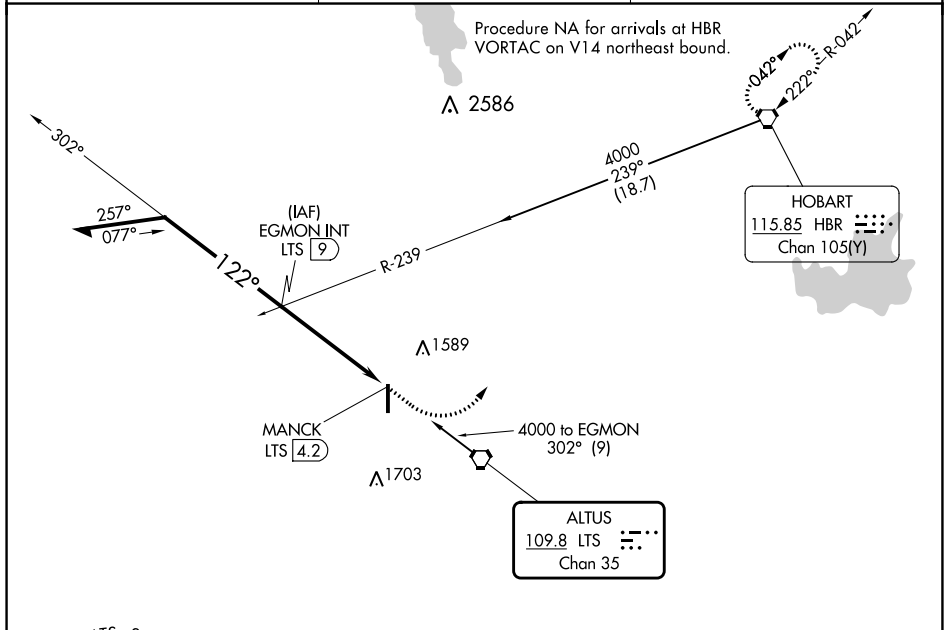 Procedure NA for arrivals at HBR
VORTAC on V14 northeast bound.
R-042
042°
222°
2586
302°
4000
239°
(18.7)
257°
077°
(IAF)
EGMON INT
LTS 9
HOBART
115.85 HBR
Chan 105(Y)
122°
R-239
1589
MANCK
LTS 4.2
4000 to EGMON
302° (9)
1703
ALTUS
109.8 LTS
Chan 35